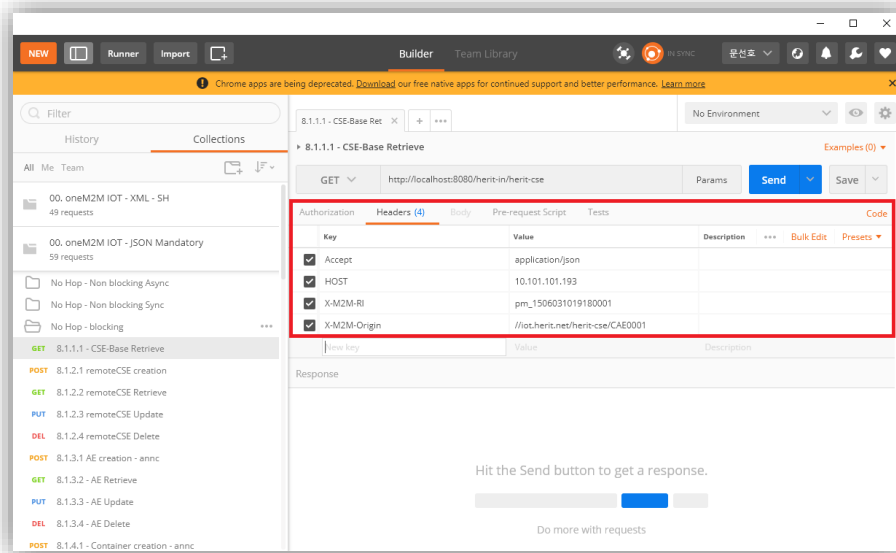 NEW Runner Import Builder Team Library IN SYNC 문선호
Chrome apps are being deprecated. Download our free native apps for continued support and better performance. Learn more
Filter
History Collections
All Me Team
00. oneM2M IOT - XML - SH
49 requests
00. oneM2M IOT - JSON Mandatory
59 requests
No Hop - Non blocking Async
No Hop - Non blocking Sync
No Hop - blocking
GET 8.1.1.1 - CSE-Base Retrieve
POST 8.1.2.1 remoteCSE creation
GET 8.1.2.2 remoteCSE Retrieve
PUT 8.1.2.3 remoteCSE Update
DEL 8.1.2.4 remoteCSE Delete
POST 8.1.3.1 AE creation - annc
GET 8.1.3.2 - AE Retrieve
PUT 8.1.3.3 - AE Update
DEL 8.1.3.4 - AE Delete
POST 8.1.4.1 - Container creation - annc
8.1.1.1 - CSE-Base Ret
No Environment
8.1.1.1 - CSE-Base Retrieve Examples (0)
GET http://localhost:8080/herit-in/herit-cse Params Send Save
Authorization Headers (4) Body Pre-request Script Tests Code
Key Value Description Bulk Edit Presets
Accept application/json
HOST 10.101.101.193
X-M2M-RI pm_1506031019180001
X-M2M-Origin //iot.herit.net/herit-cse/CAE0001
New key Value Description
Response
Hit the Send button to get a response.
Do more with requests